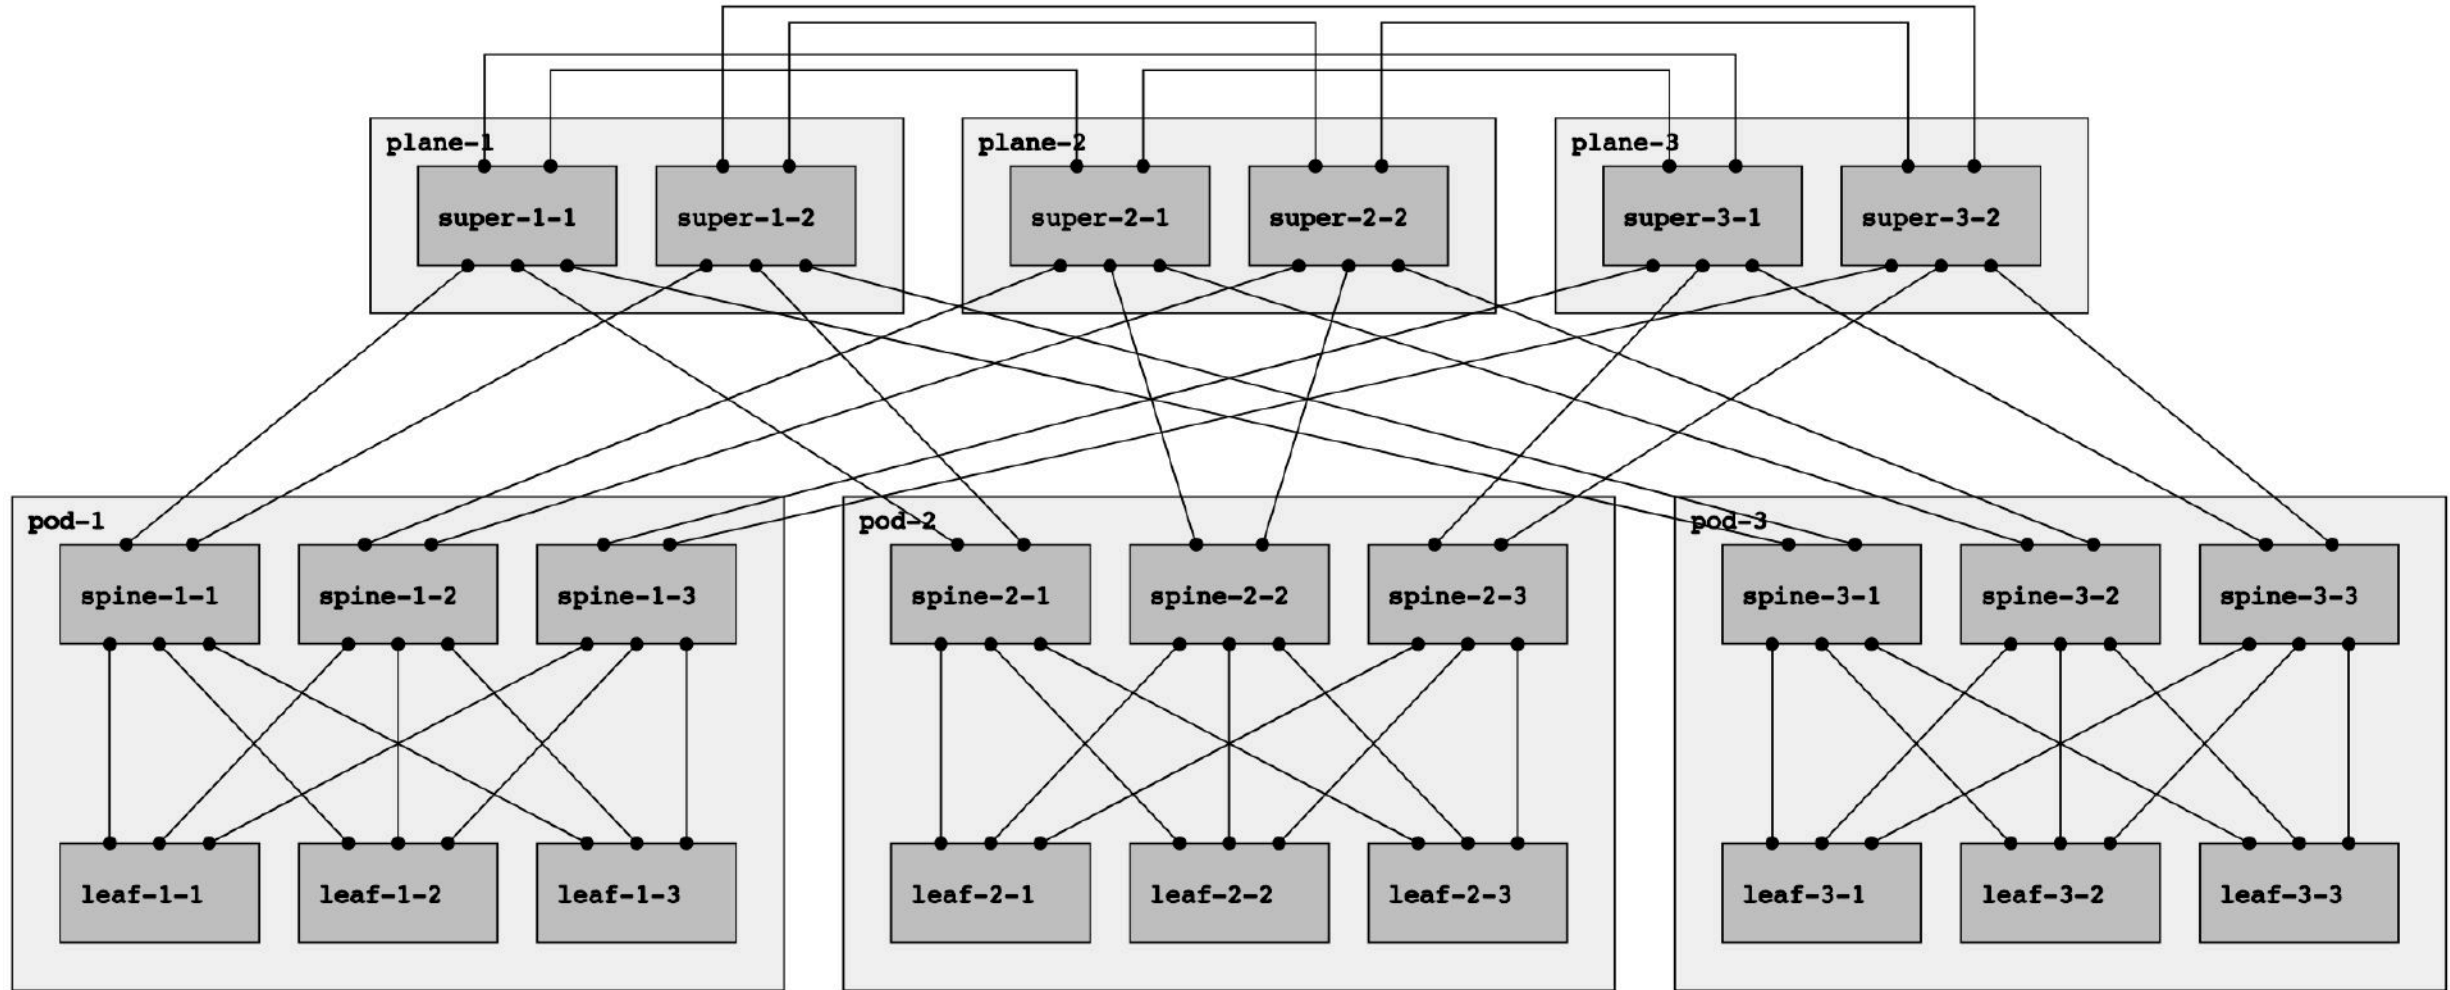 plane-1
plane-2
plane-3
super-1-1
super-1-2
super-2-1
super-2-2
super-3-1
super-3-2
pod-1
pod-2
pod-3
spine-1-1
spine-1-2
spine-1-3
spine-2-1
spine-2-2
spine-2-3
spine-3-1
spine-3-2
spine-3-3
leaf-1-1
leaf-1-2
leaf-1-3
leaf-2-1
leaf-2-2
leaf-2-3
leaf-3-1
leaf-3-2
leaf-3-3